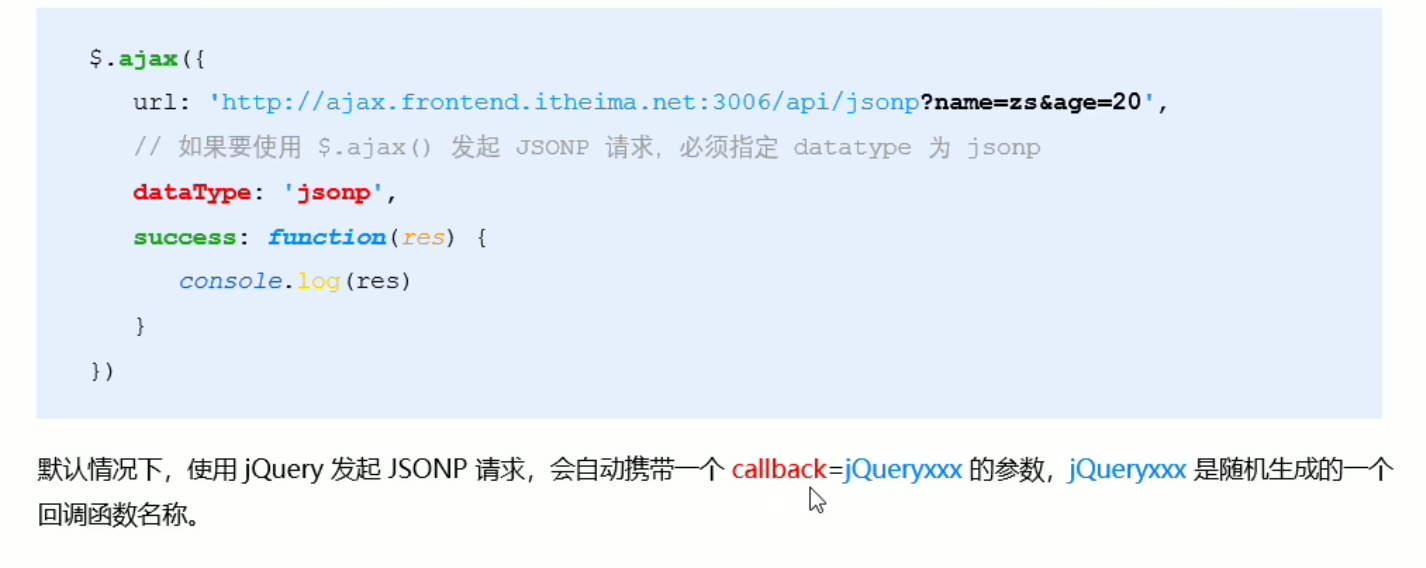 $.ajax({
url: 'http://ajax.frontend.itheima.net:3006/api/jsonp?name=zs&age=20',
// 如果要使用 $.ajax() 发起 JSONP 请求，必须指定 datatype 为 jsonp
dataType: 'jsonp',
success: function(res) {
console.log(res)
}
})
默认情况下，使用 jQuery 发起 JSONP 请求，会自动携带一个 callback=jQueryxxx 的参数，jQueryxxx 是随机生成的一个
回调函数名称。